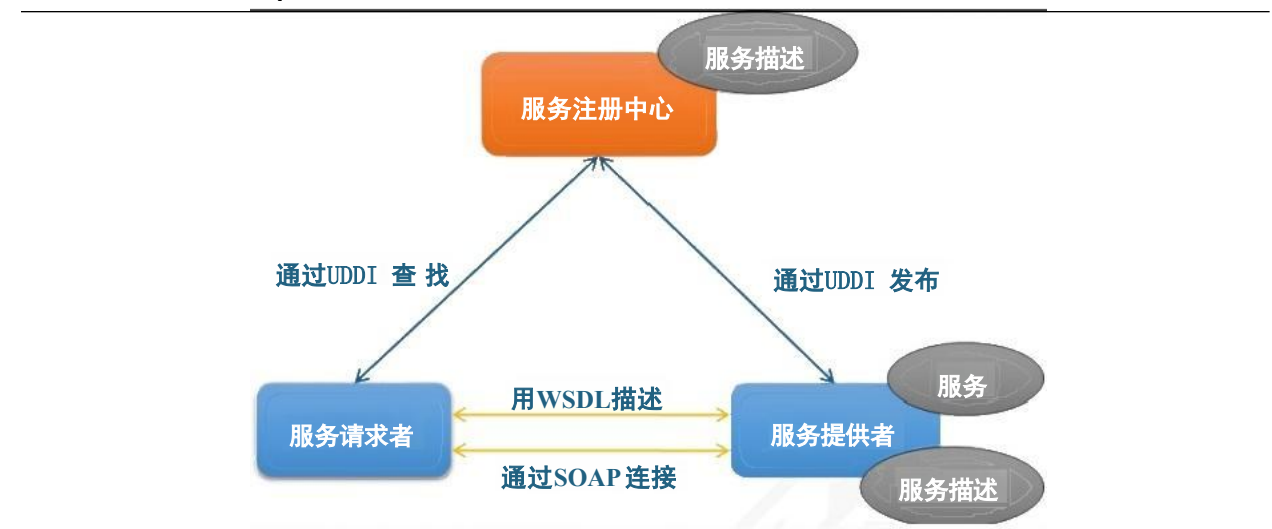 服务描述
服务注册中心
通过UDDI 查 找
通过UDDI 发布
服务
用WSDL描述
服务请求者
服务提供者
通过SOAP 连接
服务描述